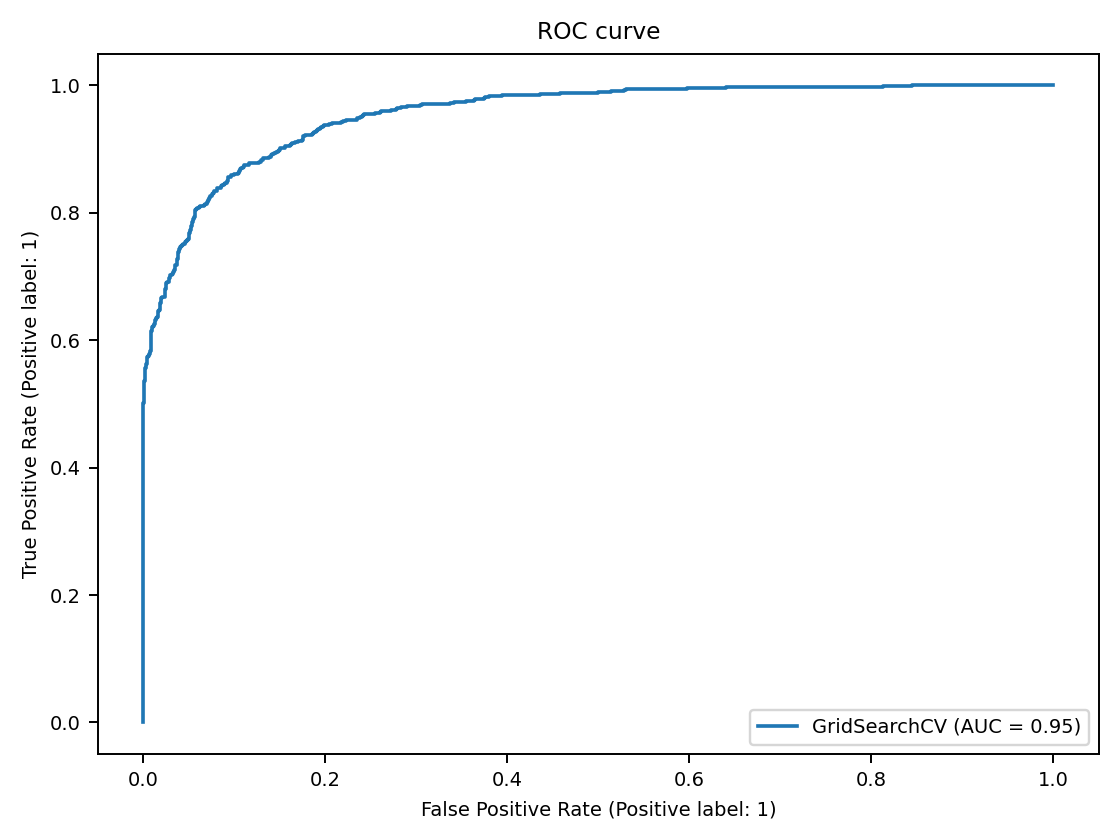 ROC curve
True Positive Rate (Positive label: 1)
1.0
0.8
0.6
0.4
0.2
0.0
GridSearchCV (AUC = 0.95)
0.0 0.2 0.4 0.6 0.8 1.0
False Positive Rate (Positive label: 1)